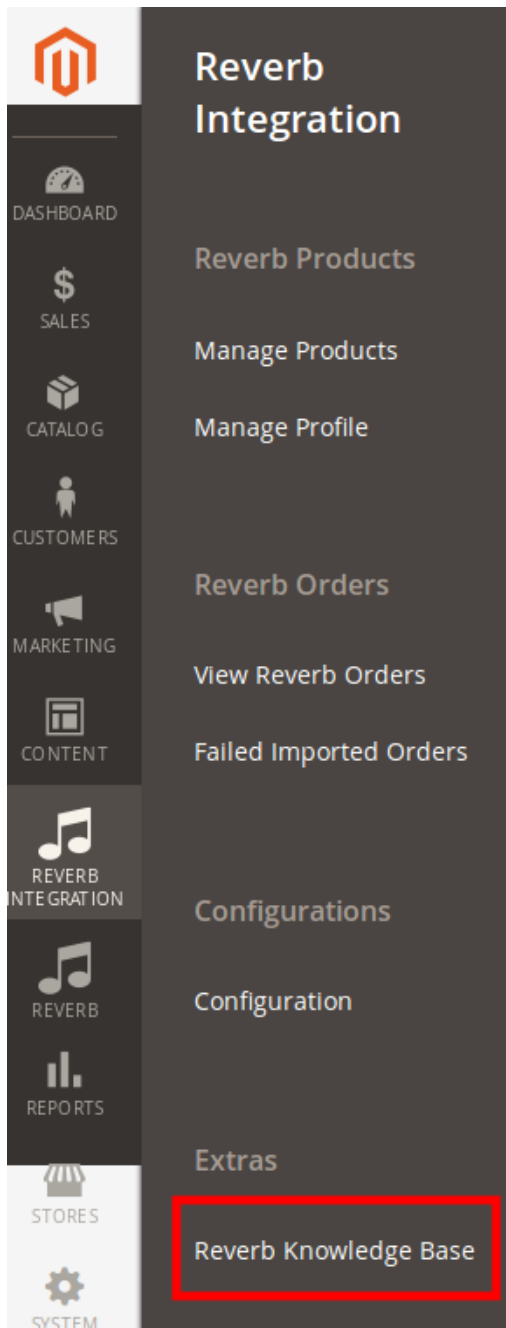 Reverb
Integration
Reverb Products
Manage Products
Manage Profile
Reverb Orders
View Reverb Orders
Failed Imported Orders
Configurations
Configuration
Extras
Reverb Knowledge Base
DASHBOARD
$
SALES
CATALOG
CUSTOMERS
MARKETING
CONTENT
REVERB
INTEGRATION
REVERB
REPORTS
STORES
SYSTEM